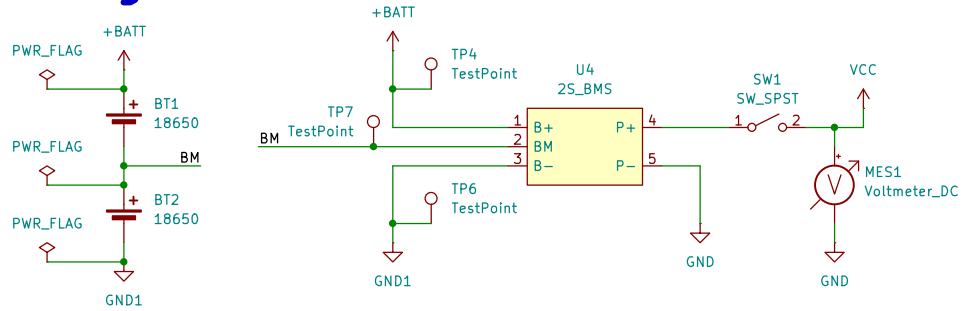 +BATT
PWR_FLAG
BT1
18650
PWR_FLAG
BM
BT2
18650
PWR_FLAG
GND1
+BATT
TP4
TestPoint
TP7
TestPoint
BM
U4
2S_BMS
1 B+ P+ 4
2 BM
3 B- P- 5
TP6
TestPoint
GND1
GND
SW1
SW_SPST
1 2
VCC
+
V
MES1
Voltmeter_DC
GND